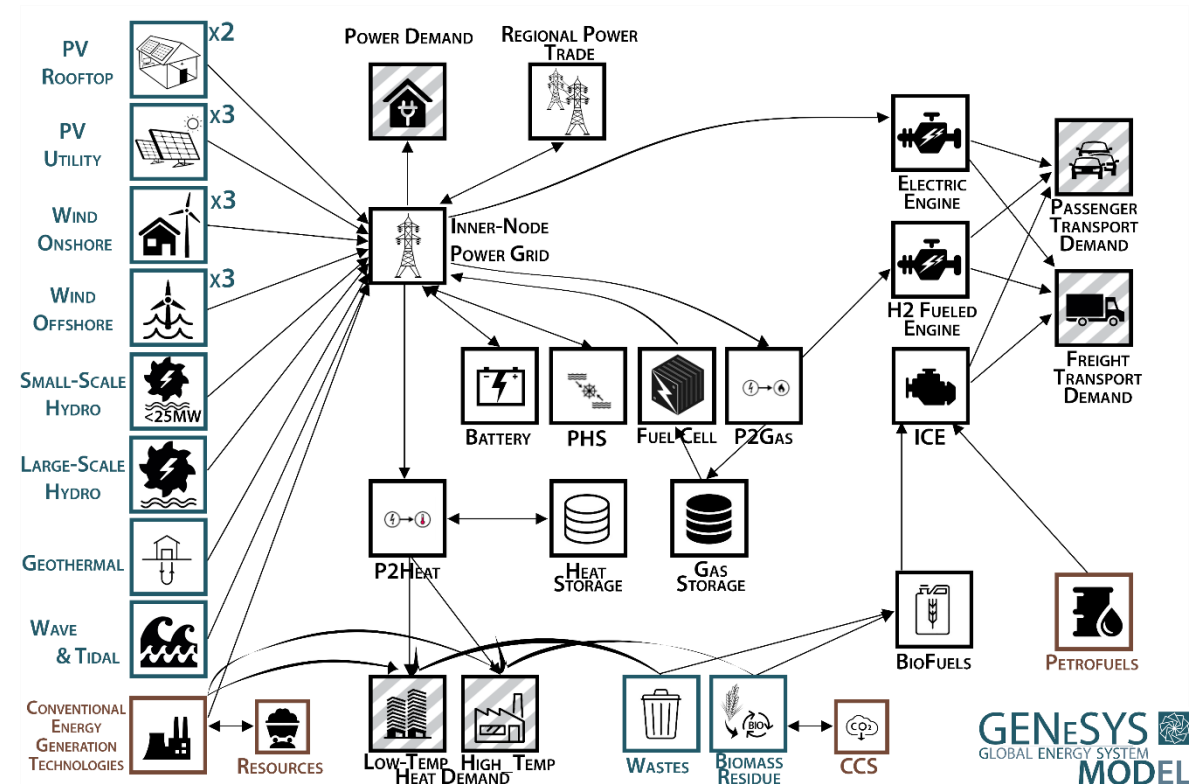 PV
Rooftop
x2
PV
Utility
x3
Wind
Onshore
x3
Wind
Offshore
x3
Small-Scale
Hydro
<25MW
Large-Scale
Hydro
Geothermal
Wave
& Tidal
Conventional
Energy
Generation
Technologies
Resources
Power Demand
Regional Power
Trade
Inner-Node
Power Grid
Battery
PHS
Fuel Cell
P2Gas
P2Heat
Heat
Storage
Gas
Storage
Low-Temp
High_Temp
Heat Demand
Wastes
BIO
Biomass
Residue
CO2
CCS
Electric
Engine
H2 Fueled
Engine
ICE
BioFuels
Petrofuels
Passenger
Transport
Demand
Freight
Transport
Demand
GENeSYS
GLOBAL ENERGY SYSTEM
MODEL